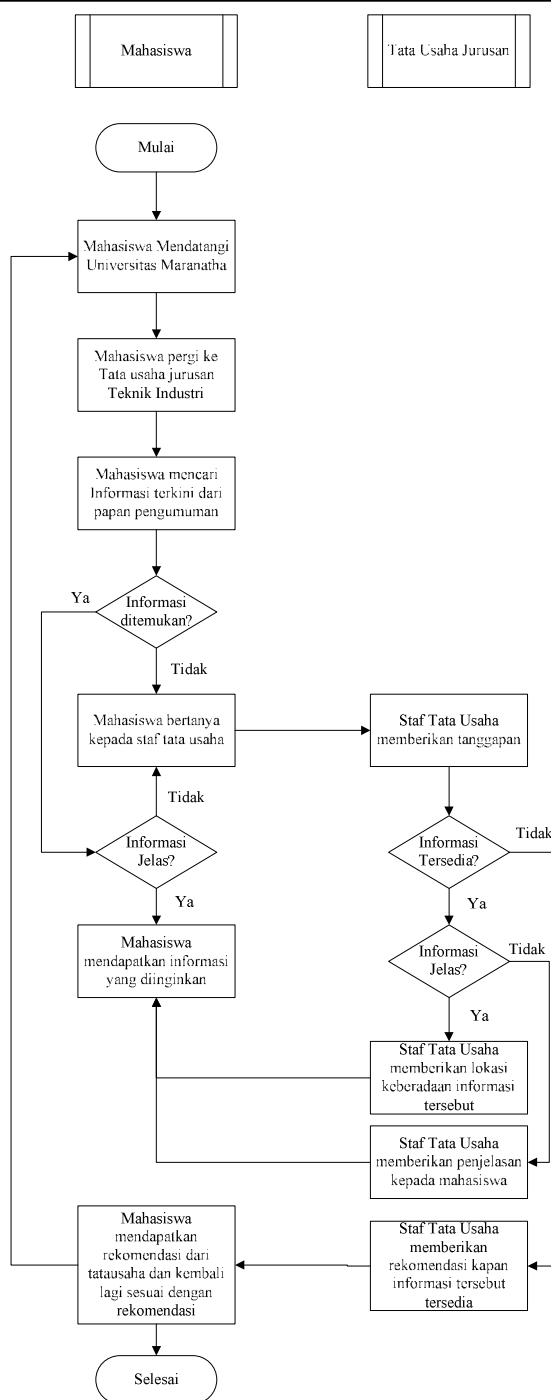 Mahasiswa
Tata Usaha Jurusan
Mulai
Mahasiswa Mendatangi
Universitas Maranatha
Mahasiswa pergi ke
Tata usaha jurusan
Teknik Industri
Mahasiswa mencari
Informasi terkini dari
papan pengumuman
Ya
Informasi
ditemukan?
Tidak
Mahasiswa bertanya
kepada staf tata usaha
Staf Tata Usaha
memberikan tanggapan
Tidak
Informasi
Jelas?
Ya
Informasi
Tersedia?
Tidak
Ya
Mahasiswa
mendapatkan informasi
yang diinginkan
Informasi
Jelas?
Tidak
Ya
Staf Tata Usaha
memberikan lokasi
keberadaan informasi
tersebut
Staf Tata Usaha
memberikan penjelasan
kepada mahasiswa
Mahasiswa
mendapatkan
rekomendasi dari
tatausaha dan kembali
lagi sesuai dengan
rekomendasi
Staf Tata Usaha
memberikan
rekomendasi kapan
informasi tersebut
tersedia
Selesai